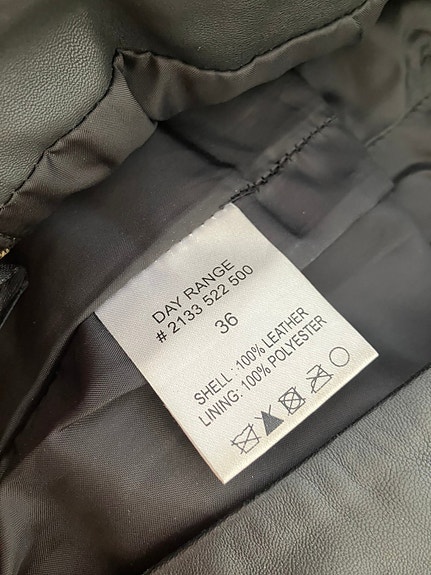 DAY RANGE
# 2133 522 500
36
SHELL : 100% LEATHER
LINING: 100% POLYESTER